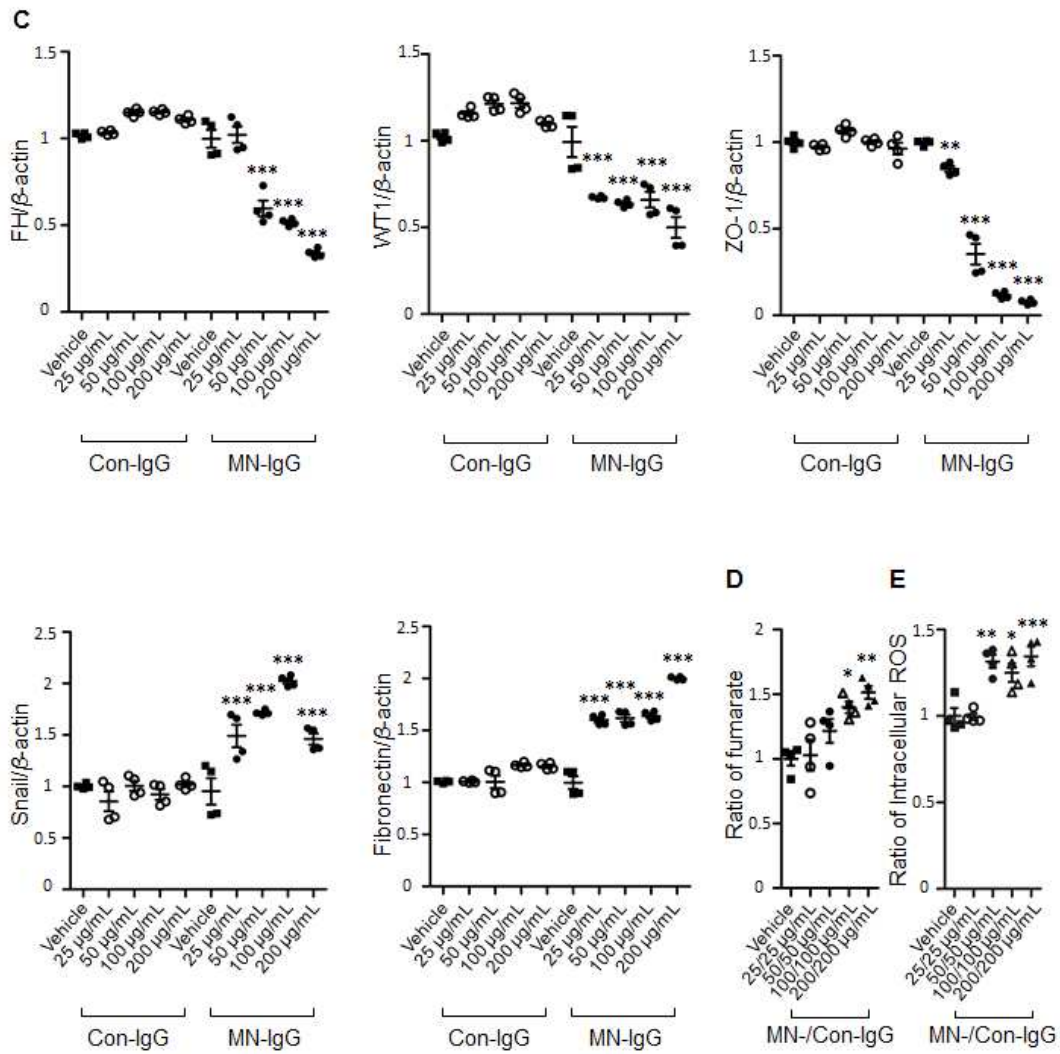 C
1.5
1
0.5
0
FH/β-actin
***
***
***
Vehicle
25 µg/mL
50 µg/mL
100 µg/mL
200 µg/mL
Vehicle
25 µg/mL
50 µg/mL
100 µg/mL
200 µg/mL
Con-IgG
MN-IgG
1.5
1.0
0.5
0
WT1/β-actin
***
***
***
***
Vehicle
25 µg/mL
50 µg/mL
100 µg/mL
200 µg/mL
Vehicle
25 µg/mL
50 µg/mL
100 µg/mL
200 µg/mL
Con-IgG
MN-IgG
1.5
1
0.5
0
ZO-1/β-actin
**
***
***
***
Vehicle
25 µg/mL
50 µg/mL
100 µg/mL
200 µg/mL
Vehicle
25 µg/mL
50 µg/mL
100 µg/mL
200 µg/mL
Con-IgG
MN-IgG
2.5
2
1.5
1
0.5
0
Snail/β-actin
***
***
***
***
Vehicle
25 µg/mL
50 µg/mL
100 µg/mL
200 µg/mL
Vehicle
25 µg/mL
50 µg/mL
100 µg/mL
200 µg/mL
Con-IgG
MN-IgG
2.5
2
1.5
1
0.5
0
Fibronectin/β-actin
***
***
***
***
Vehicle
25 µg/mL
50 µg/mL
100 µg/mL
200 µg/mL
Vehicle
25 µg/mL
50 µg/mL
100 µg/mL
200 µg/mL
Con-IgG
MN-IgG
D
2
1.5
1
0.5
0
Ratio of fumarate
*
**
Vehicle
25/25 µg/mL
50/50 µg/mL
100/100 µg/mL
200/200 µg/mL
MN-/Con-IgG
E
1.5
1
0.5
0
Ratio of Intracellular ROS
**
*
***
Vehicle
25/25 µg/mL
50/50 µg/mL
100/100 µg/mL
200/200 µg/mL
MN-/Con-IgG